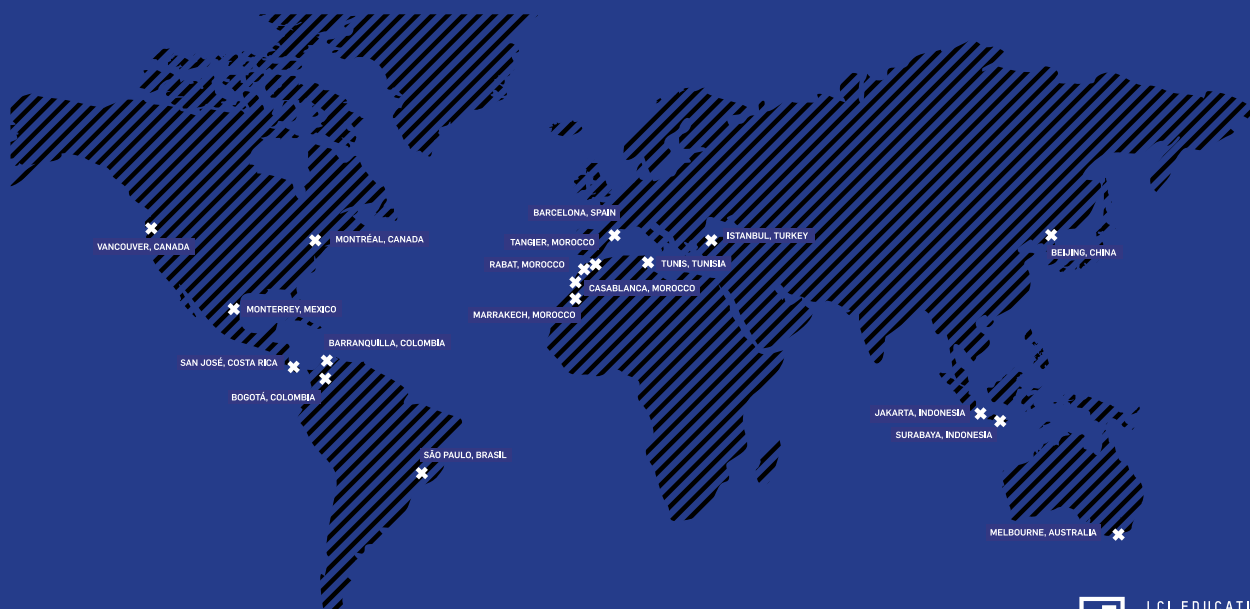 BARCELONA, SPAIN
ISTANBUL, TURKEY
MONTRÉAL, CANADA
TANGIER, MOROCCO
VANCOUVER, CANADA
BEIJING, CHINA
RABAT, MOROCCO
TUNIS, TUNISIA
CASABLANCA, MOROCCO
MONTERREY, MEXICO
MARRAKECH, MOROCCO
BARRANQUILLA, COLOMBIA
SAN JOSÉ, COSTA RICA
BOGOTÁ, COLOMBIA
JAKARTA, INDONESIA
SURABAYA, INDONESIA
SÃO PAULO, BRASIL
MELBOURNE, AUSTRALIA
LCI EDUCATI